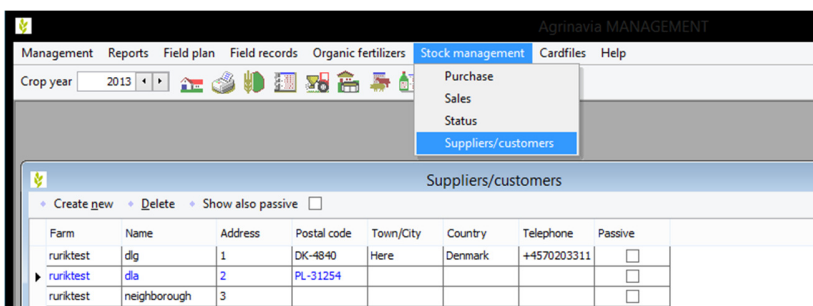 Agrinavia MANAGEMENT
Management Reports Field plan Field records Organic fertilizers Stock management Cardfiles Help
Crop year 2013
Purchase
Sales
Status
Suppliers/customers
Suppliers/customers
Create new Delete Show also passive
Farm Name Address Postal code Town/City Country Telephone Passive
ruriktest dlg 1 DK-4840 Here Denmark +4570203311
ruriktest dla 2 PL-31254
ruriktest neighborough 3